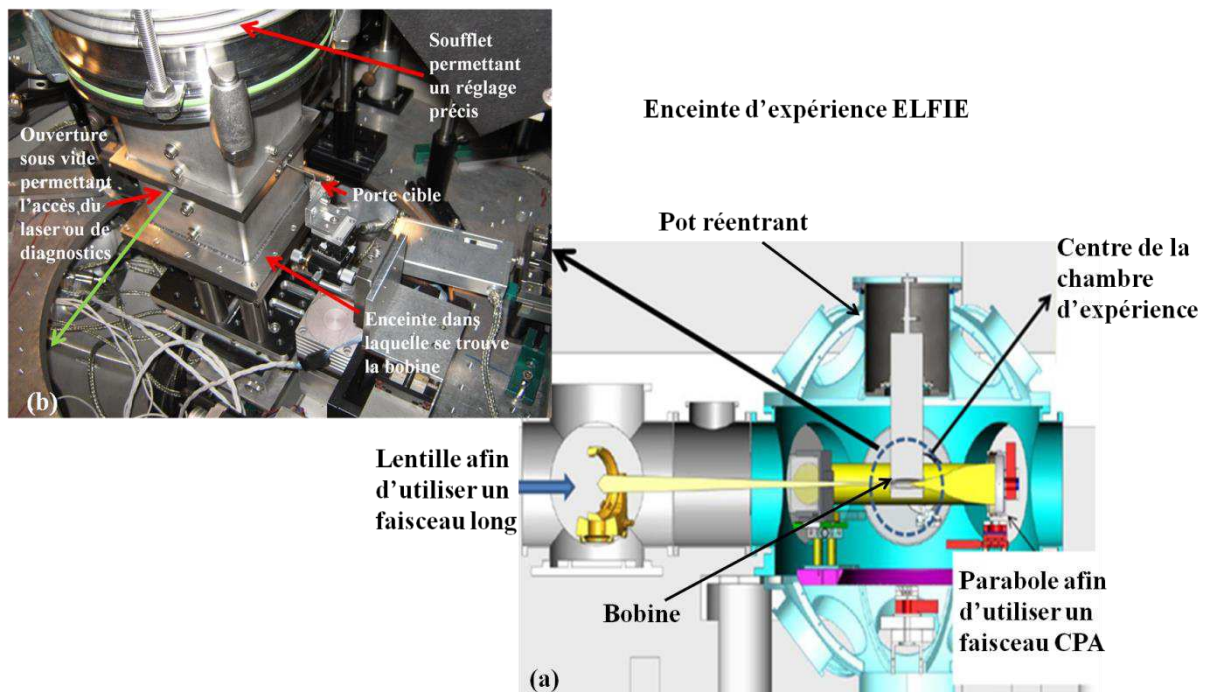 Soufflet
permettant
un réglage
précis
Ouverture
sous vide
permettant
l'accès du
laser ou de
diagnostics
Porte cible
Enceinte dans
laquelle se trouve
la bobine
(b)
Enceinte d'expérience ELFIE
Pot réentrant
Centre de la
chambre
d'expérience
Lentille afin
d'utiliser un
faisceau long
Bobine
Parabole afin
d'utiliser un
faisceau CPA
(a)